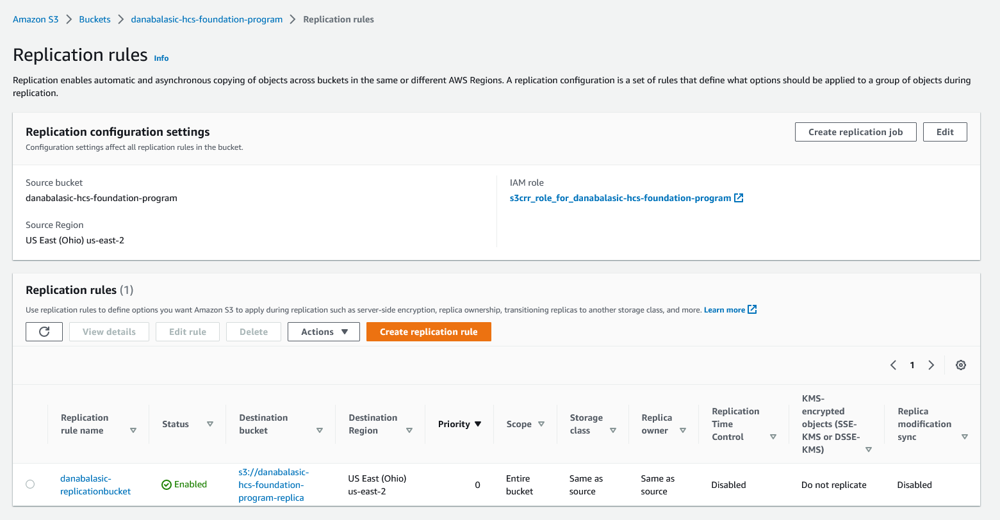 Amazon S3 > Buckets > danabalasic-hcs-foundation-program > Replication rules
Replication rules Info
Replication enables automatic and asynchronous copying of objects across buckets in the same or different AWS Regions. A replication configuration is a set of rules that define what options should be applied to a group of objects during
replication.
Replication configuration settings
Configuration settings affect all replication rules in the bucket.
Create replication job
Edit
Source bucket
danabalasic-hcs-foundation-program
Source Region
US East (Ohio) us-east-2
IAM role
s3crr_role_for_danabalasic-hcs-foundation-program
Replication rules (1)
Use replication rules to define options you want Amazon S3 to apply during replication such as server-side encryption, replica ownership, transitioning replicas to another storage class, and more. Learn more
View details
Edit rule
Delete
Actions
Create replication rule
1
Replication
rule name
Status
Destination
bucket
Destination
Region
Priority
Scope
Storage
class
Replica
owner
Replication
Time
Control
KMS-
encrypted
objects (SSE-
KMS or DSSE-
KMS)
Replica
modification
sync
danabalasic-
replicationbucket
Enabled
s3://danabalasic-
hcs-foundation-
program-replica
US East (Ohio)
us-east-2
0
Entire
bucket
Same as
source
Same as
source
Disabled
Do not replicate
Disabled